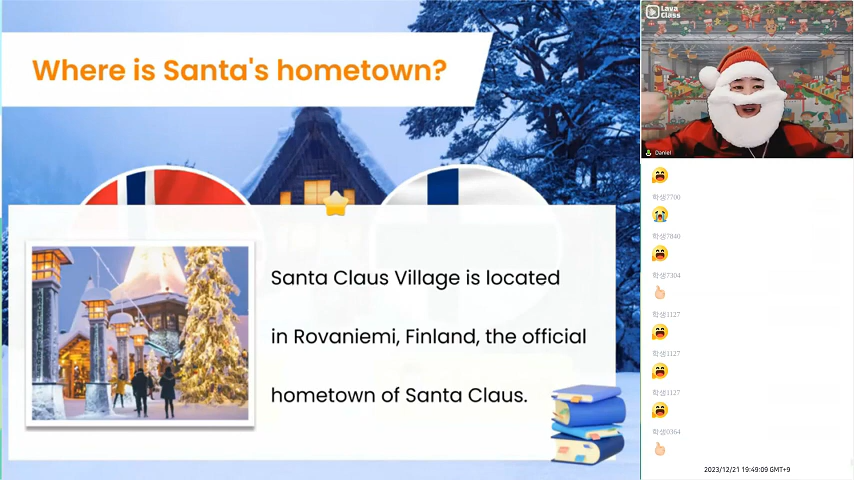 Where is Santa's hometown?
Santa Claus Village is located
in Rovaniemi, Finland, the official
hometown of Santa Claus.
Lava
Class
Daniel
학생7700
학생7840
학생7304
학생1127
학생1127
학생1127
학생0364
2023/12/21 19:49:09 GMT+9